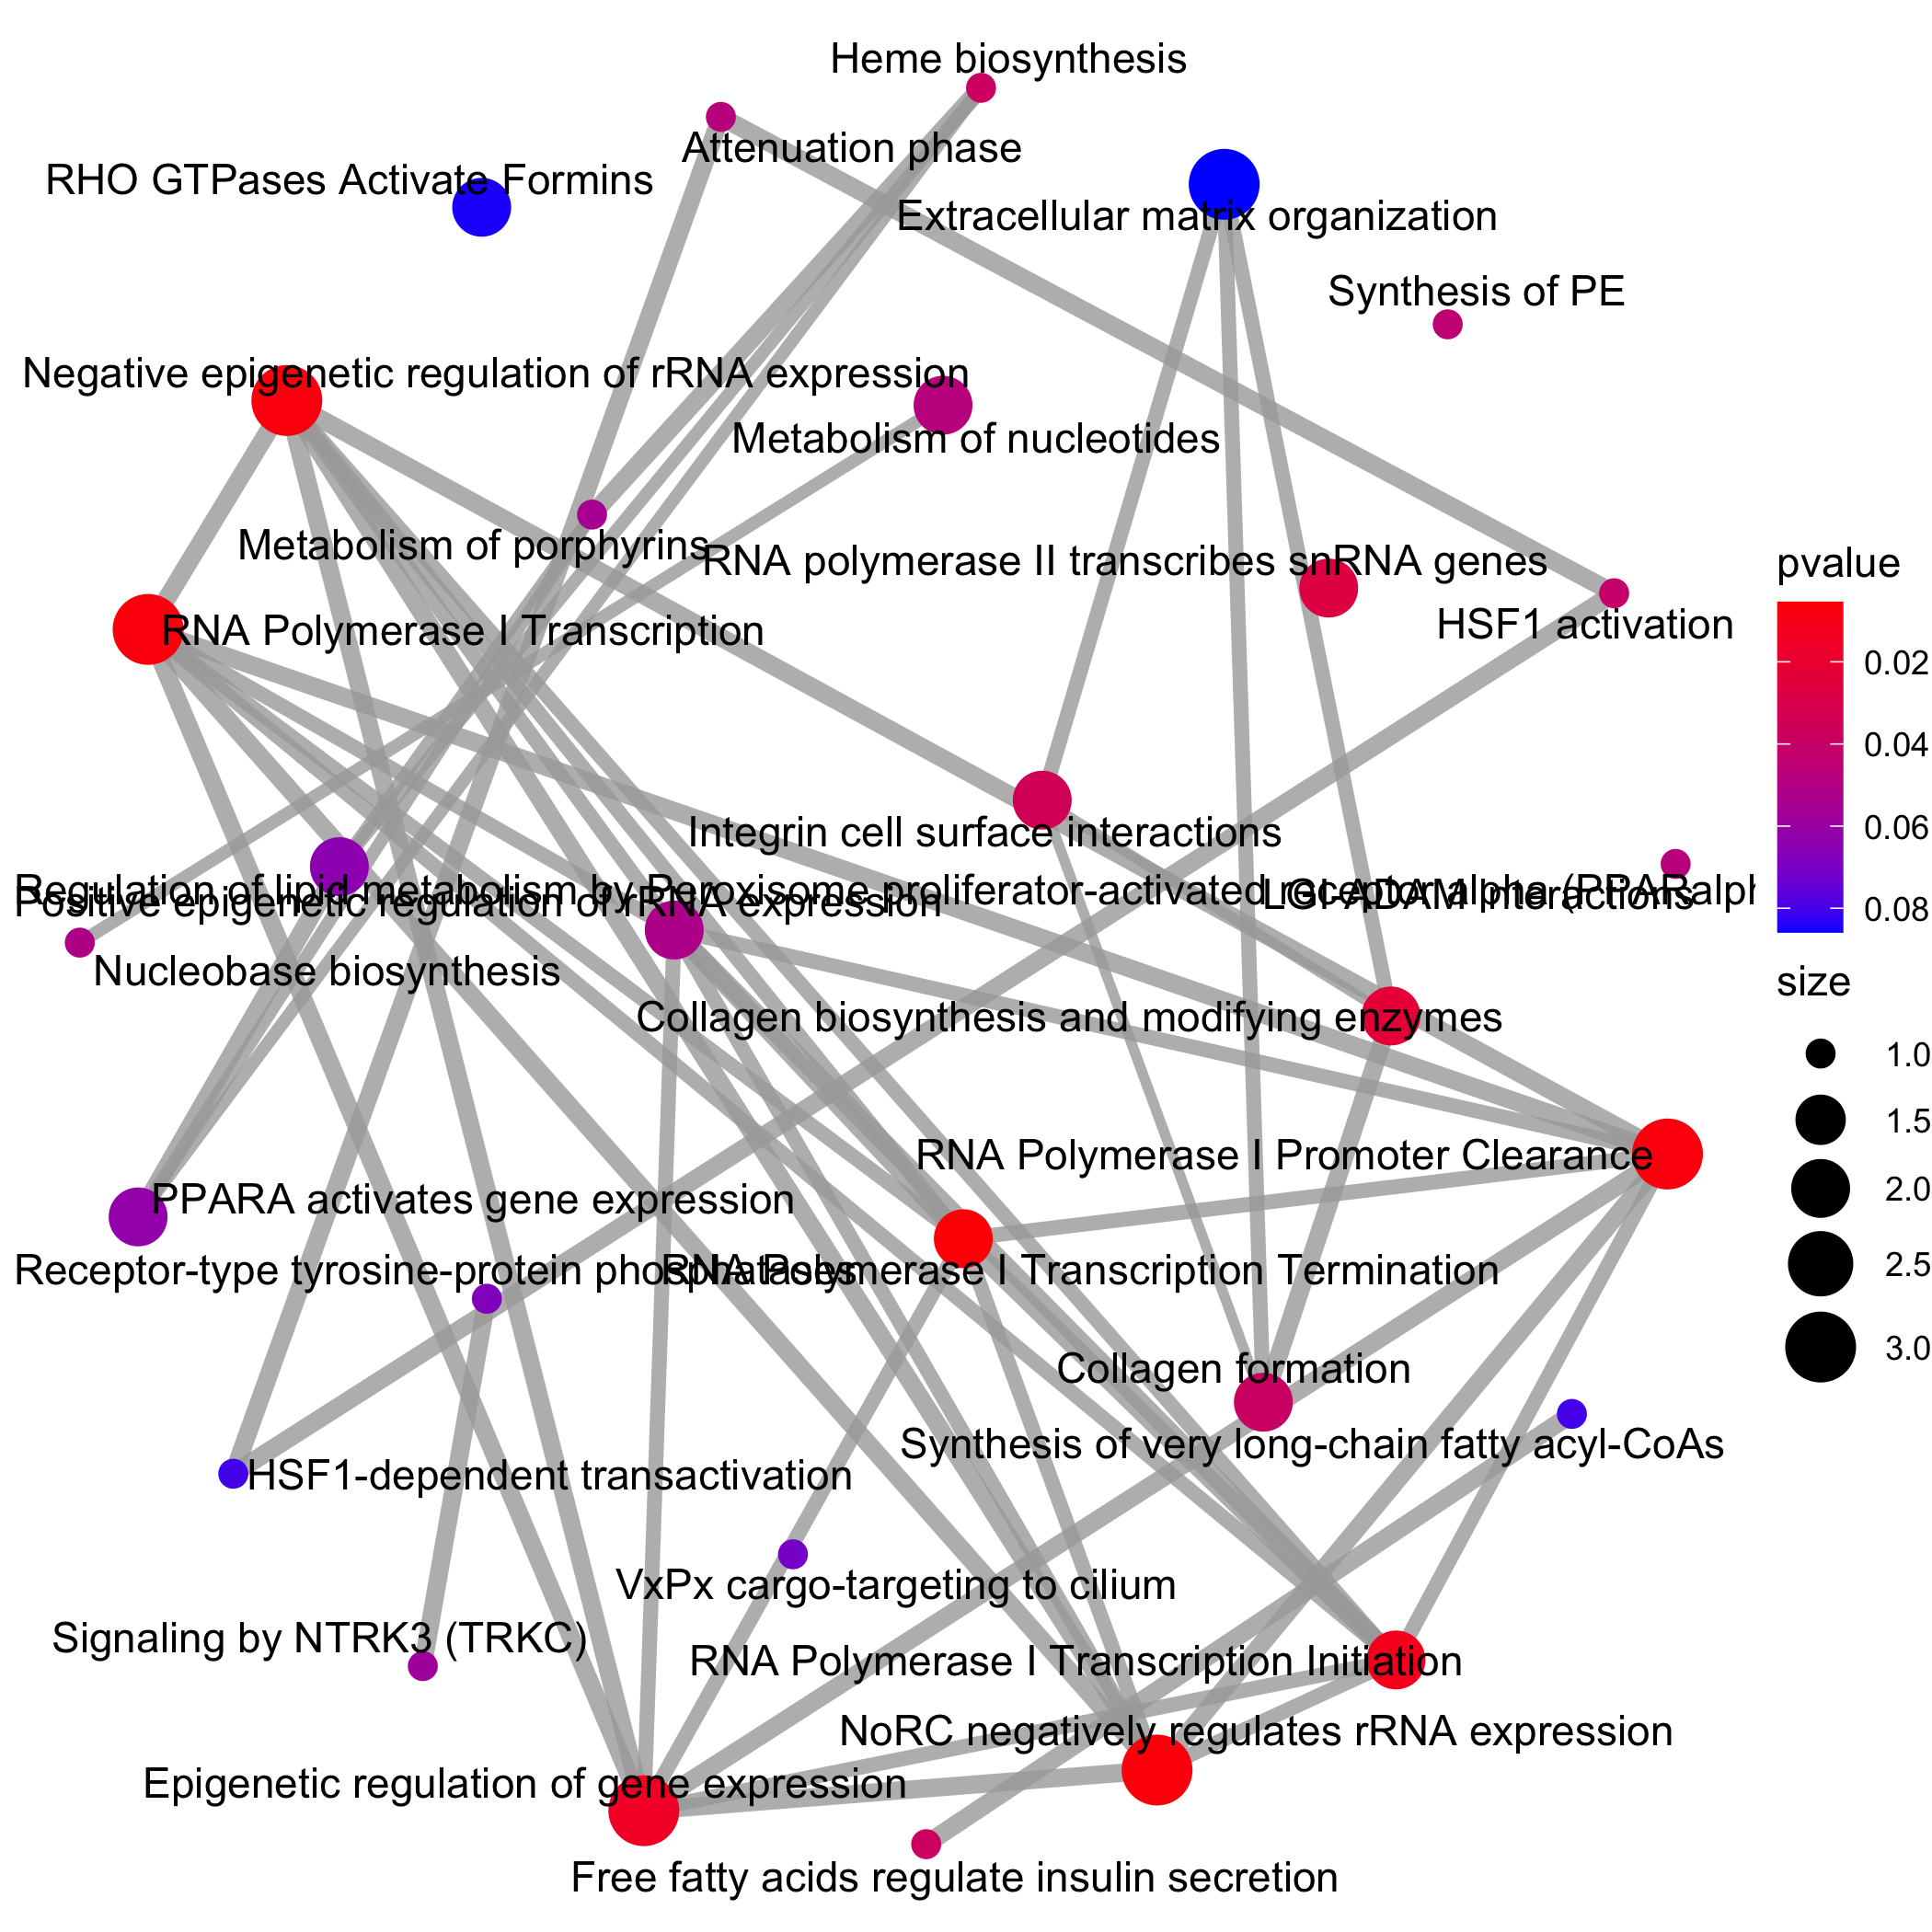 Heme biosynthesis
Attenuation phase
RHO GTPases Activate Formins
Extracellular matrix organization
Synthesis of PE
Negative epigenetic regulation of rRNA expression
Metabolism of nucleotides
Metabolism of porphyrins
RNA polymerase II transcribes snRNA genes
HSF1 activation
RNA Polymerase I Transcription
Integrin cell surface interactions
Regulation of lipid metabolism by Peroxisome proliferator-activated receptor alpha (PPARalph
LGI-ADAM interactions
Positive epigenetic regulation of rRNA expression
Nucleobase biosynthesis
Collagen biosynthesis and modifying enzymes
RNA Polymerase I Promoter Clearance
PPARA activates gene expression
Receptor-type tyrosine-protein phosphatases
RNA Polymerase I Transcription Termination
Collagen formation
Synthesis of very long-chain fatty acyl-CoAs
HSF1-dependent transactivation
VxPx cargo-targeting to cilium
Signaling by NTRK3 (TRKC)
RNA Polymerase I Transcription Initiation
NoRC negatively regulates rRNA expression
Epigenetic regulation of gene expression
Free fatty acids regulate insulin secretion
pvalue
0.02
0.04
0.06
0.08
size
1.0
1.5
2.0
2.5
3.0